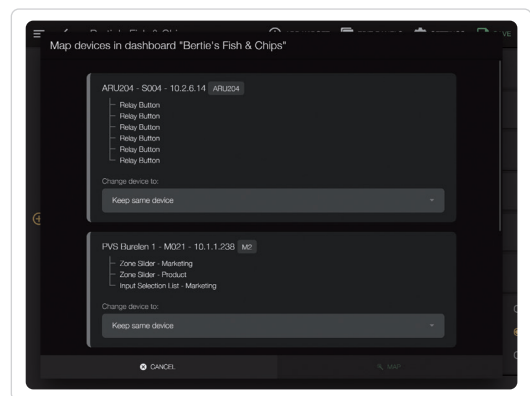 Map devices in dashboard "Bertie's Fish & Chips"
ARU204 - S004 - 10.2.6.14 ARU204
Relay Button
Relay Button
Relay Button
Relay Button
Relay Button
Relay Button
Change device to:
Keep same device
PVS Burelen 1 - M021 - 10.1.1.238 M2
Zone Slider - Marketing
Zone Slider - Product
Input Selection List - Marketing
Change device to:
Keep same device
CANCEL
MAP